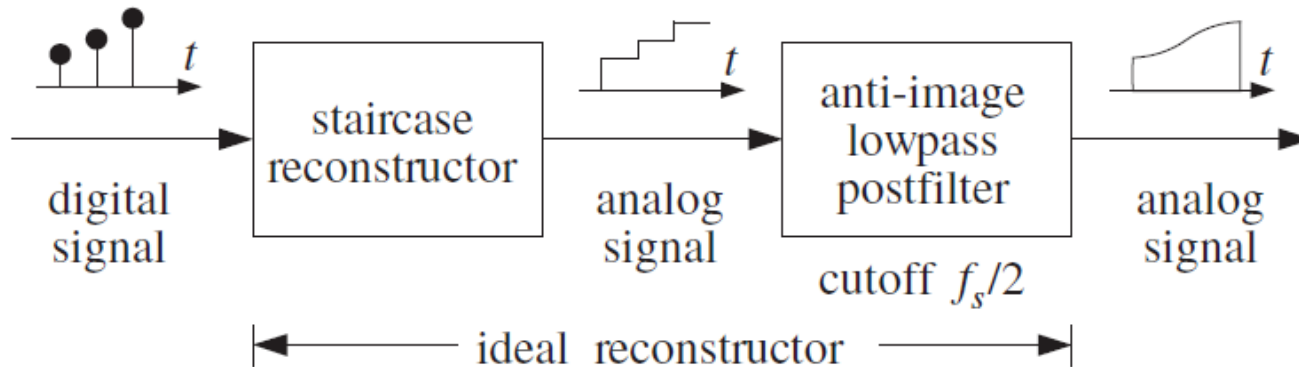 t
t
t
staircase
reconstructor
anti-image
lowpass
postfilter
digital
signal
analog
signal
analog
signal
cutoff fs/2
ideal reconstructor